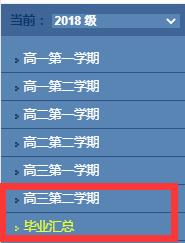 当前：2018 级
高一第一学期
高一第二学期
高二第一学期
高二第二学期
高三第一学期
高三第二学期
毕业汇总